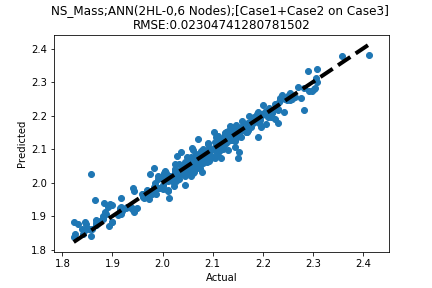 NS_Mass;ANN(2HL-0,6 Nodes);[Case1+Case2 on Case3]
RMSE:0.02304741280781502
2.4
2.3
2.2
2.1
2.0
1.9
1.8
Predicted
1.8 1.9 2.0 2.1 2.2 2.3 2.4
Actual